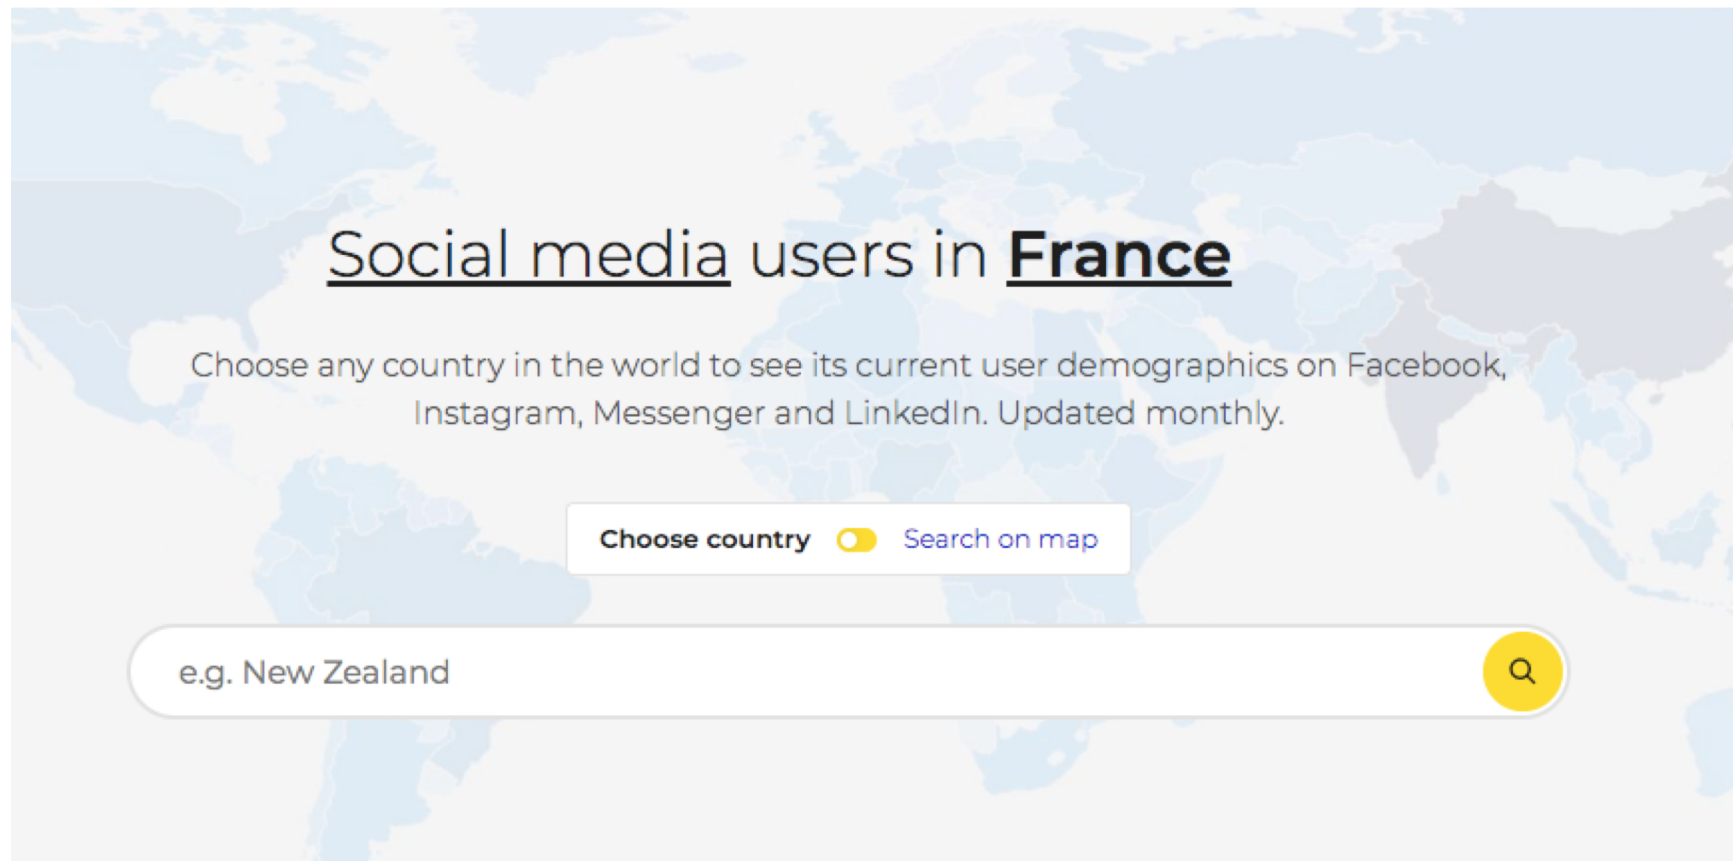 Social media users in France
Choose any country in the world to see its current user demographics on Facebook,
Instagram, Messenger and LinkedIn. Updated monthly.
Choose country Search on map
e.g. New Zealand